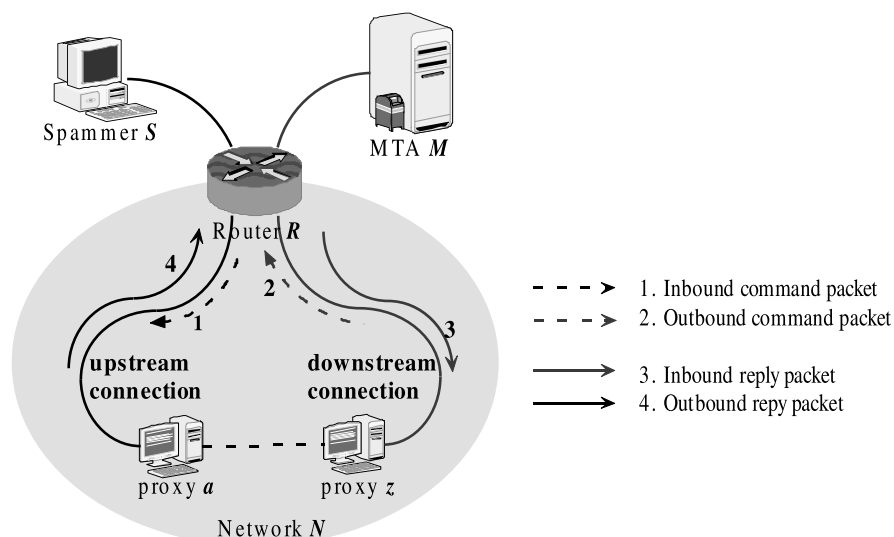 Spammer S
MTA M
Router R
4
2
1
3
upstream
connection
downstream
connection
proxy a
proxy z
Network N
1. Inbound command packet
2. Outbound command packet
3. Inbound reply packet
4. Outbound repy packet